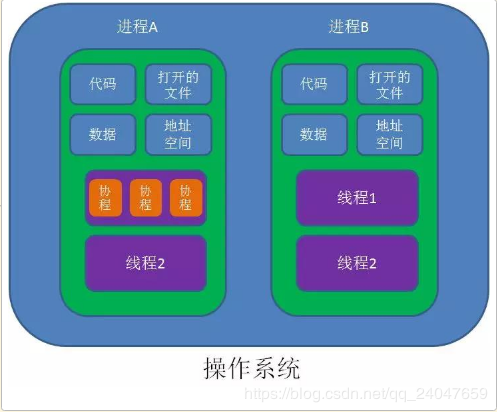 进程A
进程B
代码
打开的
文件
代码
打开的
文件
数据
地址
空间
数据
地址
空间
协
程
协
程
协
程
线程1
线程2
线程2
操作系统
https://blog.csdn.net/qq_24047659